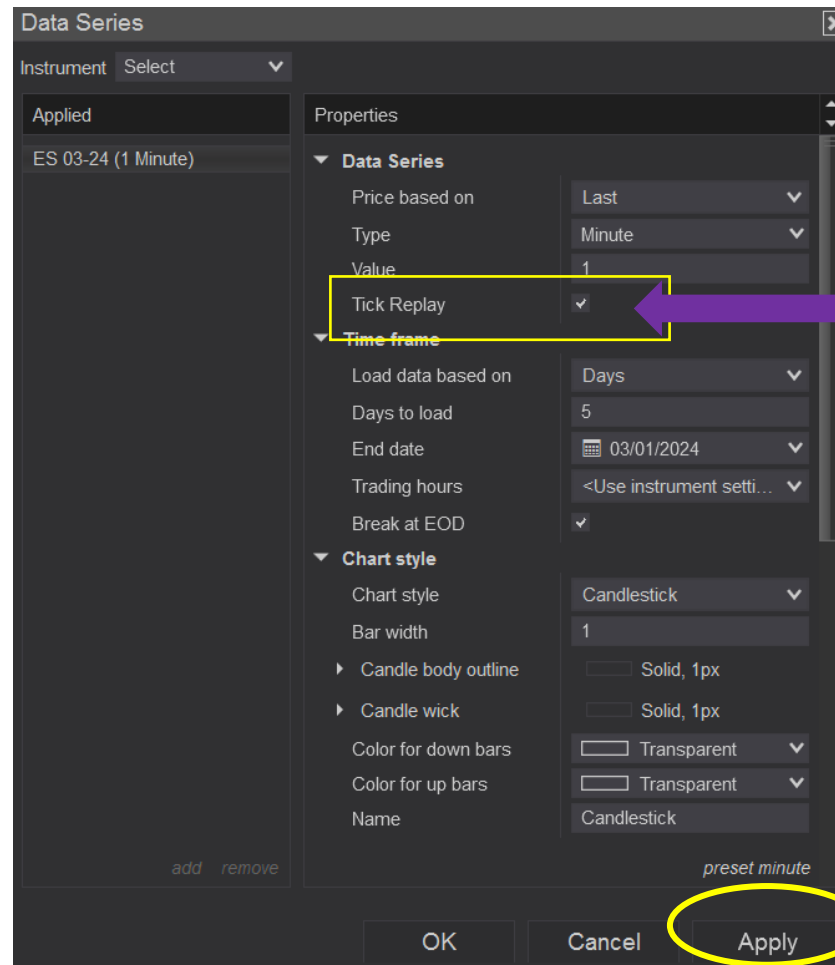 Data Series
Instrument Select
Applied
Properties
ES 03-24 (1 Minute)
Data Series
Price based on Last
Type Minute
Value 1
Tick Replay
Time frame
Load data based on Days
Days to load 5
End date 03/01/2024
Trading hours <Use instrument setti...
Break at EOD
Chart style
Chart style Candlestick
Bar width 1
Candle body outline Solid, 1px
Candle wick Solid, 1px
Color for down bars Transparent
Color for up bars Transparent
Name Candlestick
add remove
preset minute
OK Cancel Apply